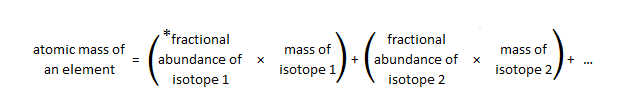 atomic mass of an element = ( *fractional abundance of isotope 1 × mass of isotope 1 ) + ( fractional abundance of isotope 2 × mass of isotope 2 ) + ...